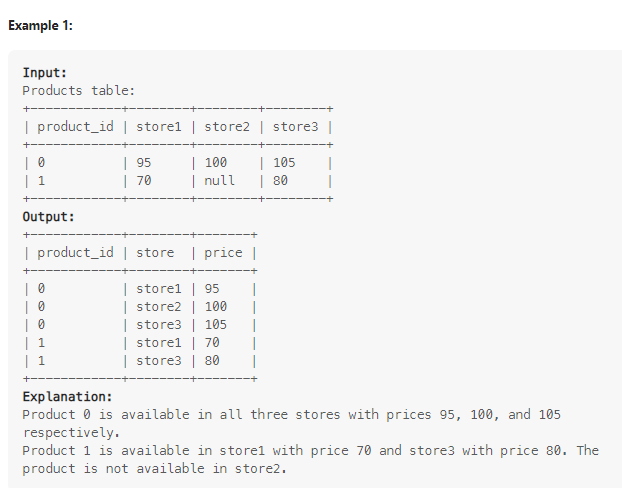 Example 1:
Input:
Products table:
+------------+--------+--------+--------+
| product_id | store1 | store2 | store3 |
+------------+--------+--------+--------+
| 0          | 95     | 100    | 105    |
| 1          | 70     | null   | 80     |
+------------+--------+--------+--------+
Output:
+------------+--------+-------+
| product_id | store  | price |
+------------+--------+-------+
| 0          | store1 | 95    |
| 0          | store2 | 100   |
| 0          | store3 | 105   |
| 1          | store1 | 70    |
| 1          | store3 | 80    |
+------------+--------+-------+
Explanation:
Product 0 is available in all three stores with prices 95, 100, and 105
respectively.
Product 1 is available in store1 with price 70 and store3 with price 80. The
product is not available in store2.